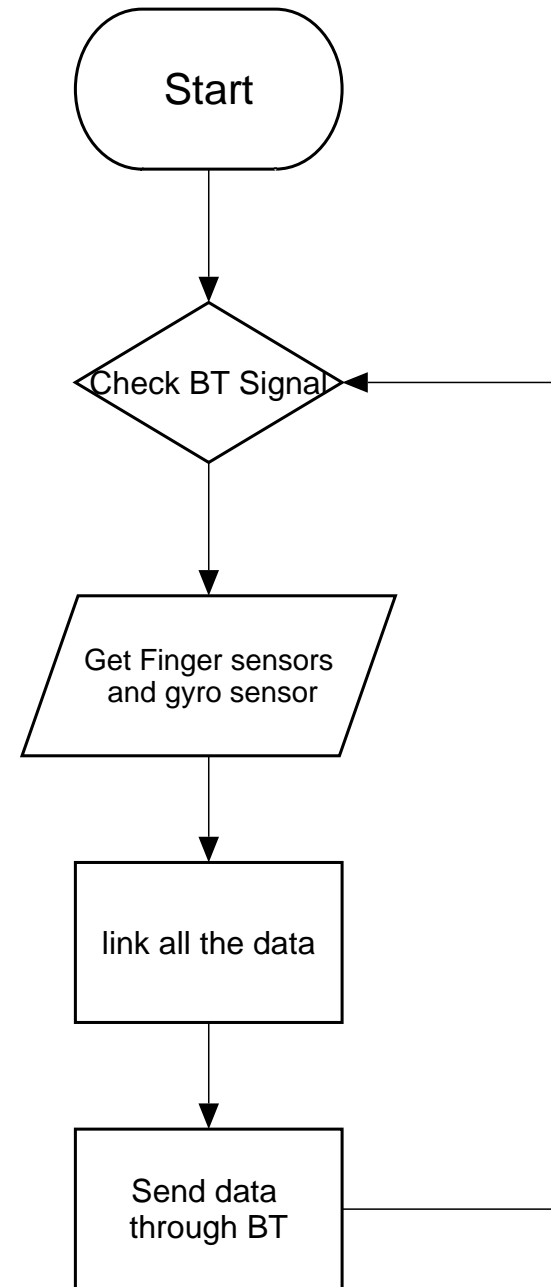 Start
Check BT Signal
Get Finger sensors
and gyro sensor
link all the data
Send data
through BT